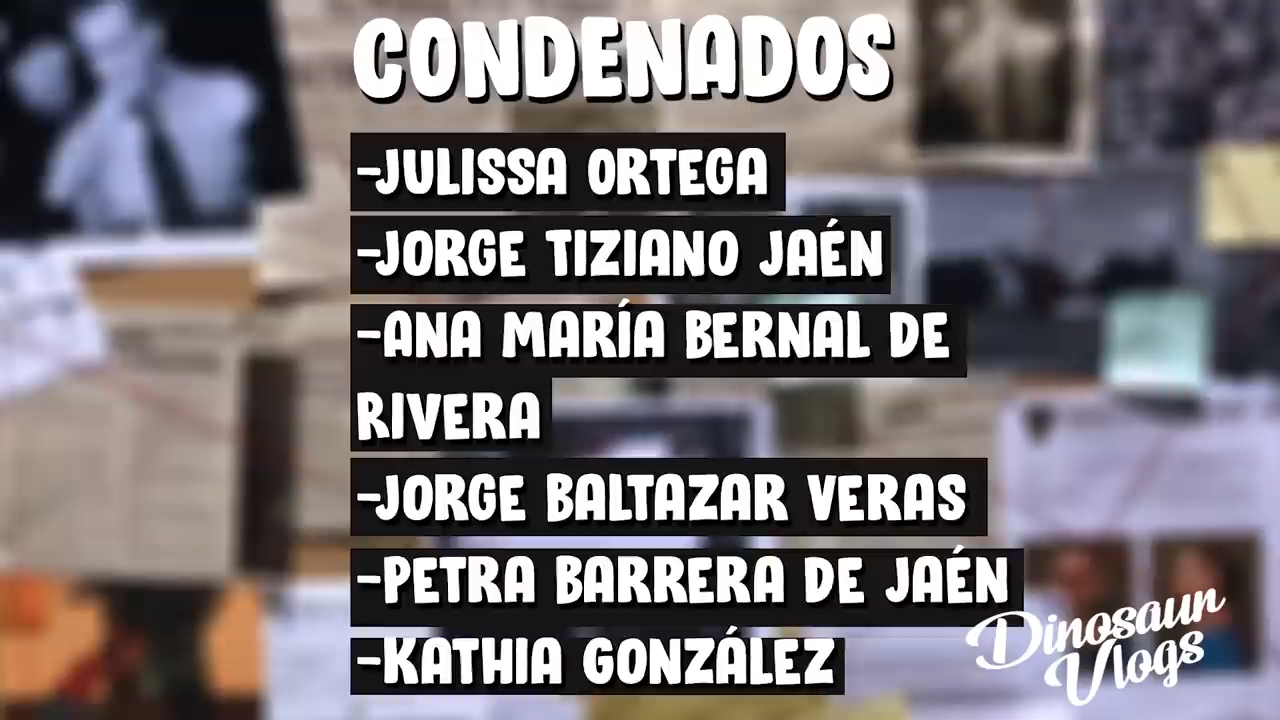 CONDENADOS
-JULISSA ORTEGA
-JORGE TIZIANO JAÉN
-ANA MARÍA BERNAL DE
RIVERA
-JORGE BALTAZAR VERAS
-PETRA BARRERA DE JAÉN
-KATHIA GONZÁLEZ
Dinosaur
Vlogs